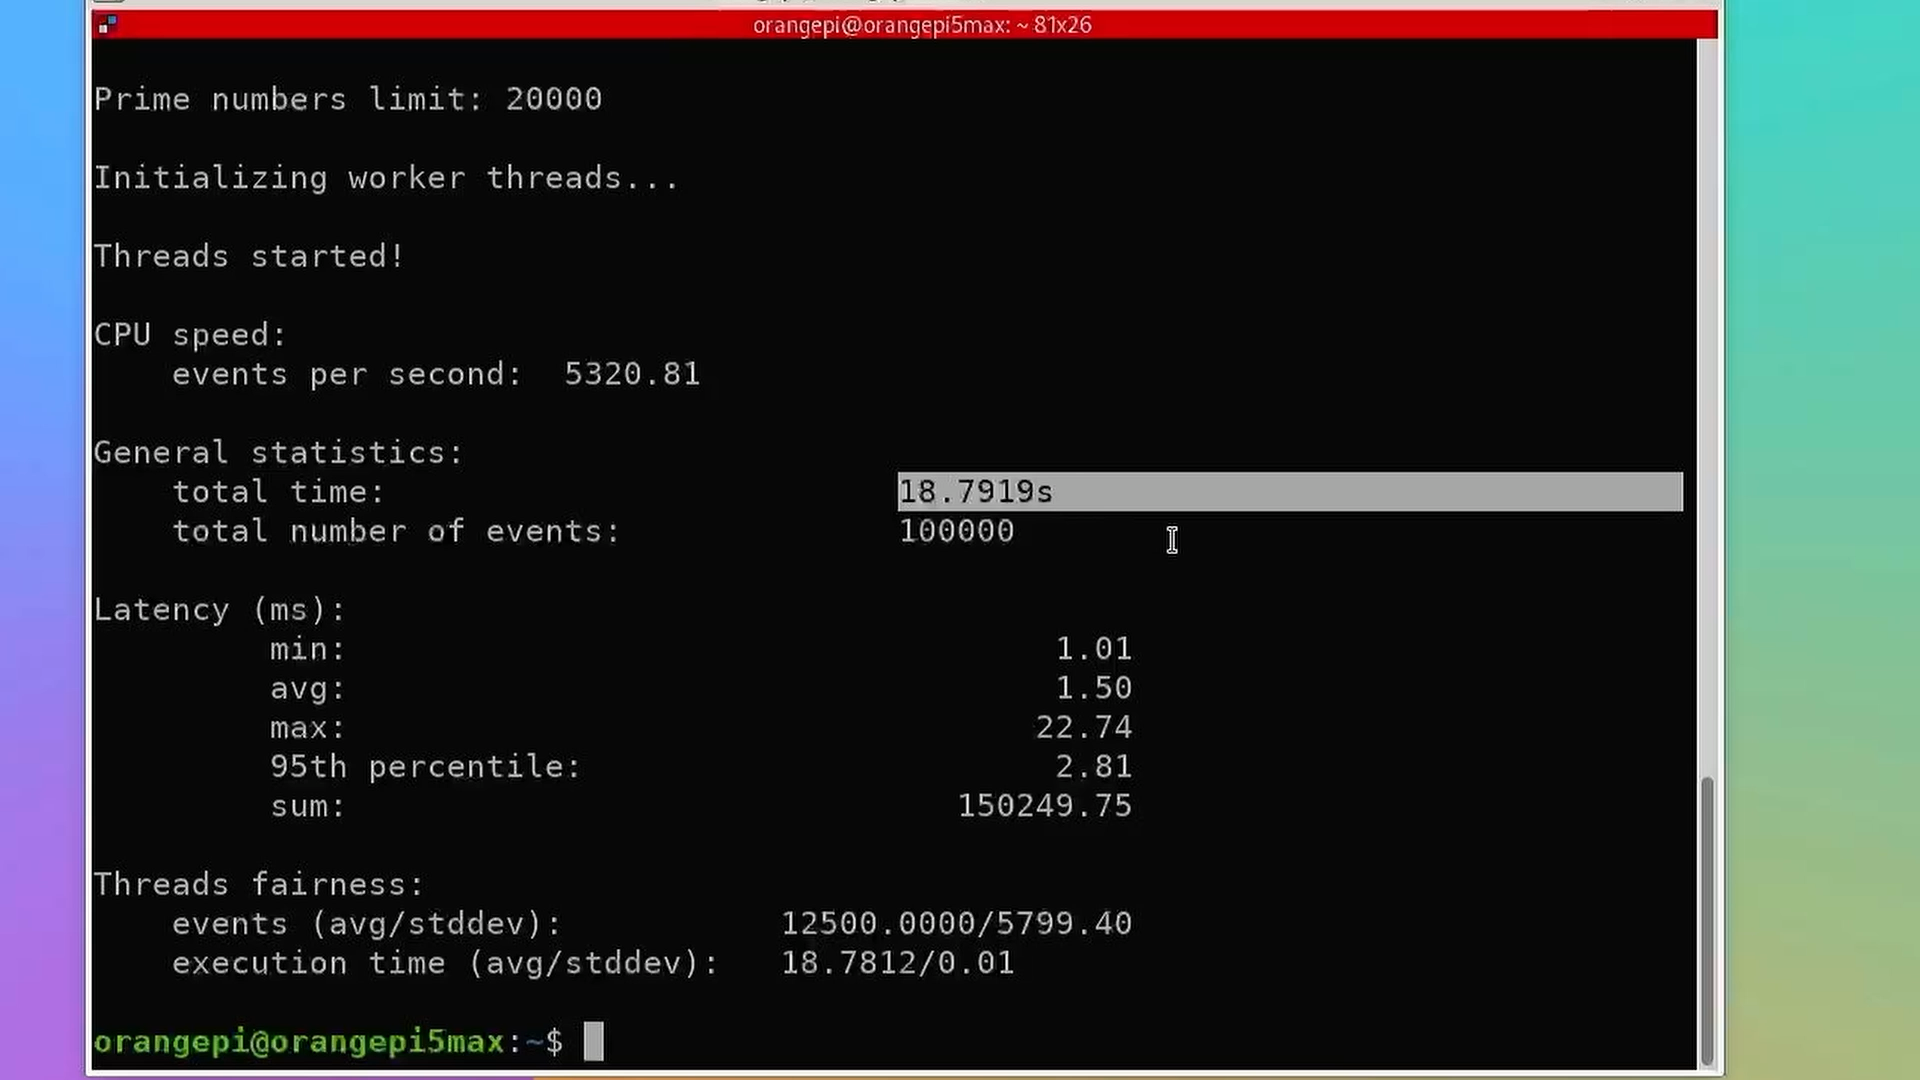 orangepi@orangepi5max: ~ 81x26
Prime numbers limit: 20000
Initializing worker threads...
Threads started!
CPU speed:
events per second: 5320.81
General statistics:
total time: 18.7919s
total number of events: 100000
Latency (ms):
min: 1.01
avg: 1.50
max: 22.74
95th percentile: 2.81
sum: 150249.75
Threads fairness:
events (avg/stddev): 12500.0000/5799.40
execution time (avg/stddev): 18.7812/0.01
orangepi@orangepi5max:~$